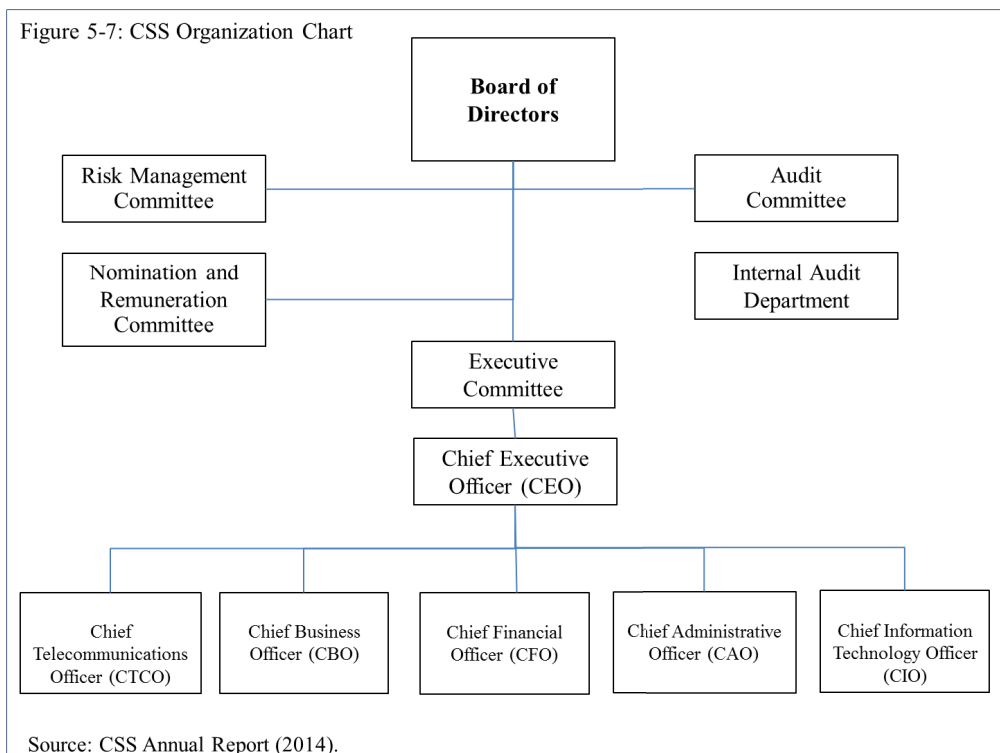 Figure 5-7: CSS Organization Chart
Board of
Directors
Risk Management
Committee
Audit
Committee
Nomination and
Remuneration
Committee
Internal Audit
Department
Executive
Committee
Chief Executive
Officer (CEO)
Chief
Telecommunications
Officer (CTCO)
Chief Business
Officer (CBO)
Chief Financial
Officer (CFO)
Chief Administrative
Officer (CAO)
Chief Information
Technology Officer
(CIO)
Source: CSS Annual Report (2014).